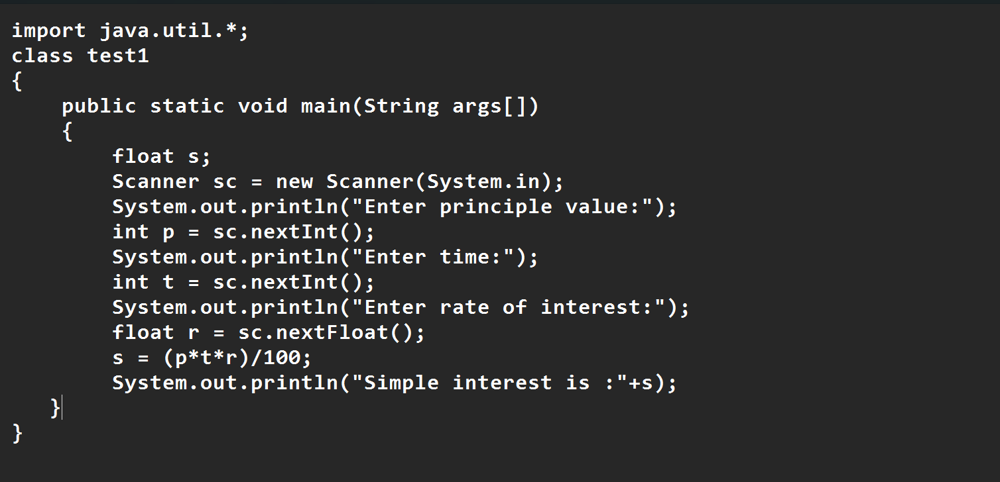 import java.util.*;
class test1
{
    public static void main(String args[])
    {
        float s;
        Scanner sc = new Scanner(System.in);
        System.out.println("Enter principle value:");
        int p = sc.nextInt();
        System.out.println("Enter time:");
        int t = sc.nextInt();
        System.out.println("Enter rate of interest:");
        float r = sc.nextFloat();
        s = (p*t*r)/100;
        System.out.println("Simple interest is :"+s);
   }
}